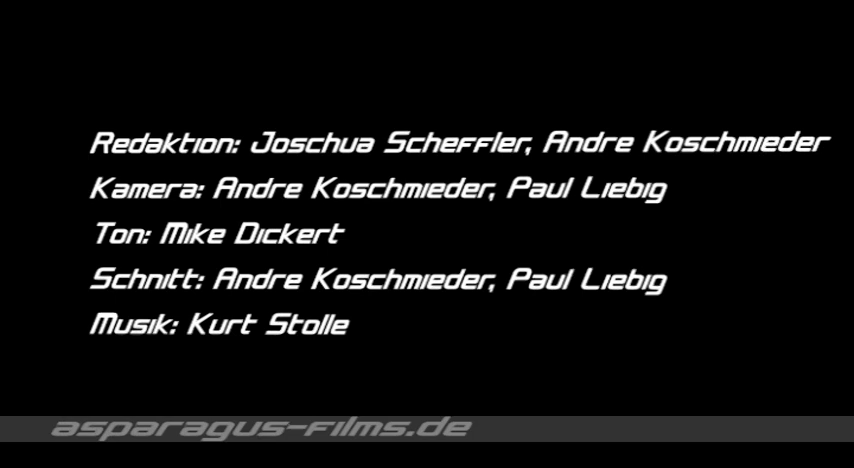 Redaktion: Joschua Scheffler, Andre Koschmieder
Kamera: Andre Koschmieder, Paul Liebig
Ton: Mike Dickert
Schnitt: Andre Koschmieder, Paul Liebig
Musik: Kurt Stolle
asparagus-films.de